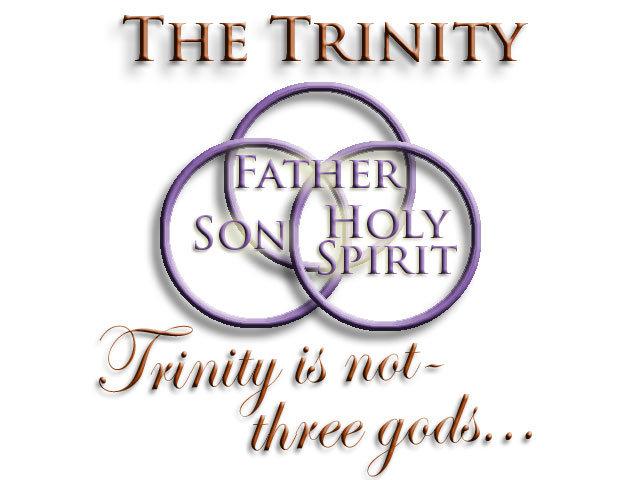 THE TRINITY
FATHER
SON
HOLY
SPIRIT
Trinity is not-
three gods...